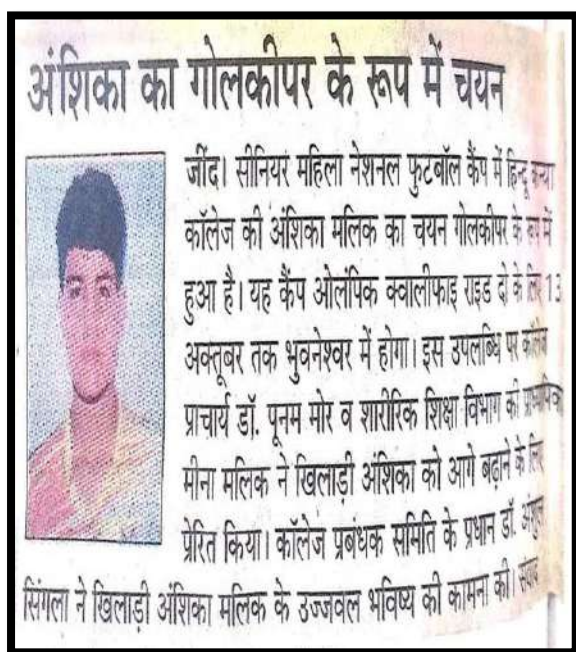 अंशिका का गोलकीपर के रूप में चयन
जींद। सीनियर महिला नेशनल फुटबॉल कैंप में हिन्दू कन्या
कॉलेज की अंशिका मलिक का चयन गोलकीपर के रूप में
हुआ है। यह कैंप ओलंपिक क्वालीफाइ राइड दो के लिए 13
अक्तूबर तक भुवनेश्वर में होगा। इस उपलब्धि पर कॉलेज
प्राचार्य डॉ. पूनम मोर व शारीरिक शिक्षा विभाग की प्राध्यापिका
मीना मलिक ने खिलाड़ी अंशिका को आगे बढ़ाने के लिए
प्रेरित किया। कॉलेज प्रबंधक समिति के प्रधान डॉ.
सिंगला ने खिलाड़ी अंशिका मलिक के उज्जवल भविष्य की कामना की। संवाद